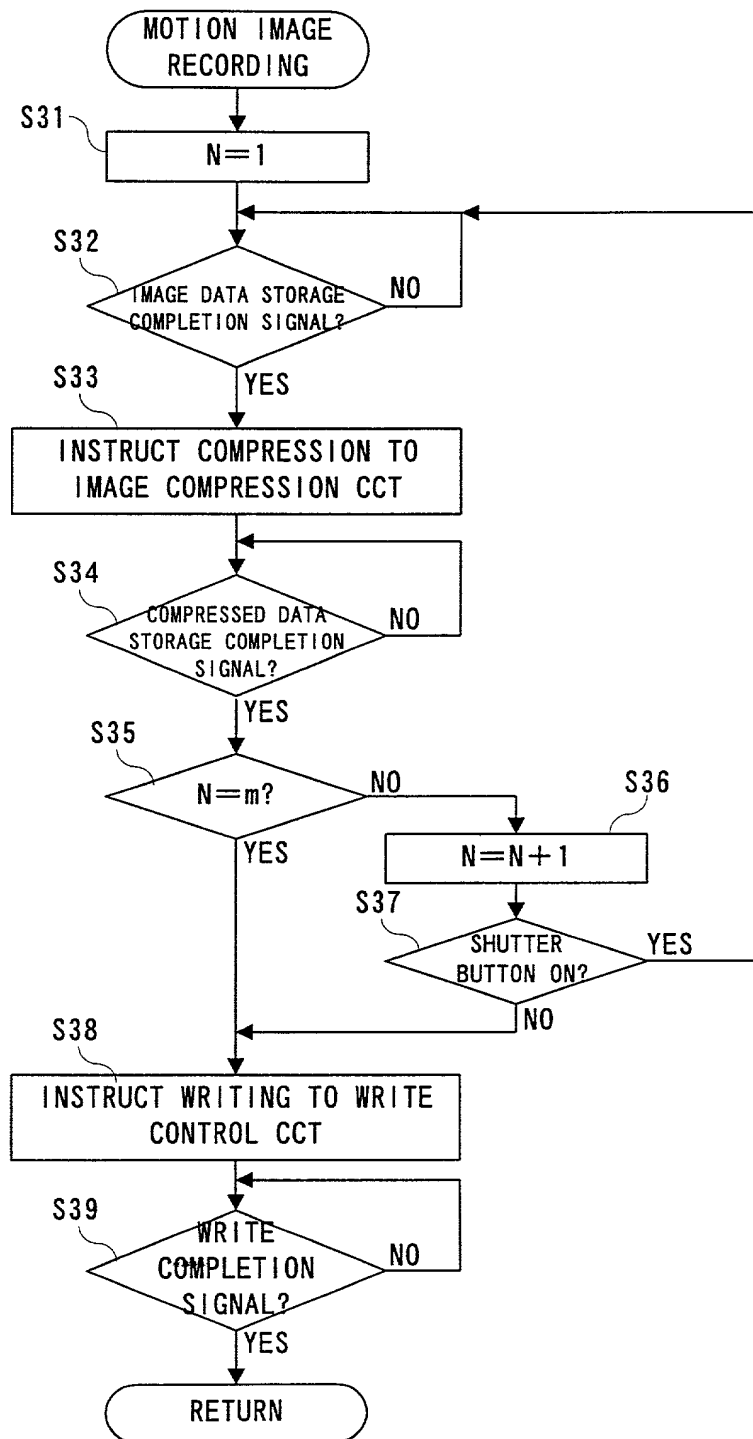 MOTION IMAGE
RECORDING
S31
N=1
S32
IMAGE DATA STORAGE
COMPLETION SIGNAL?
NO
YES
S33
INSTRUCT COMPRESSION TO
IMAGE COMPRESSION CCT
S34
COMPRESSED DATA
STORAGE COMPLETION
SIGNAL?
NO
YES
S35
N=m?
NO
YES
S36
N=N+1
S37
SHUTTER
BUTTON ON?
YES
NO
S38
INSTRUCT WRITING TO WRITE
CONTROL CCT
S39
WRITE
COMPLETION
SIGNAL?
NO
YES
RETURN